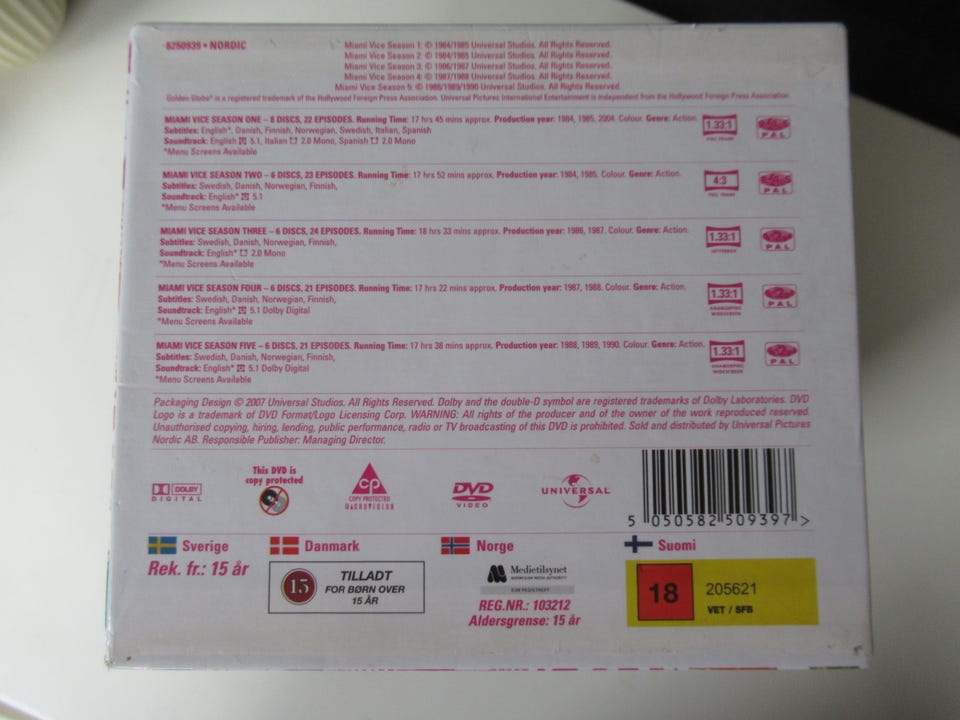 8250939 • NORDIC
Miami Vice Season 1: © 1984/1985 Universal Studios. All Rights Reserved.
Miami Vice Season 2: © 1984/1985 Universal Studios. All Rights Reserved.
Miami Vice Season 3: © 1986/1987 Universal Studios. All Rights Reserved.
Miami Vice Season 4: © 1987/1988 Universal Studios. All Rights Reserved.
Miami Vice Season 5: © 1988/1989/1990 Universal Studios. All Rights Reserved.
Golden Globe® is a registered trademark of the Hollywood Foreign Press Association. Universal Pictures International Entertainment is independent from the Hollywood Foreign Press Association
MIAMI VICE SEASON ONE – 8 DISCS, 22 EPISODES. Running Time: 17 hrs 45 mins approx. Production year: 1984, 1985, 2004. Colour. Genre: Action.
Subtitles: English*, Danish, Finnish, Norwegian, Swedish, Italian, Spanish
Soundtrack: English 5.1, Italian 2.0 Mono, Spanish 2.0 Mono
*Menu Screens Available
1.33:1
FULL FRAME
PAL
MIAMI VICE SEASON TWO – 6 DISCS, 23 EPISODES. Running Time: 17 hrs 52 mins approx. Production year: 1984, 1985. Colour. Genre: Action.
Subtitles: Swedish, Danish, Norwegian, Finnish,
Soundtrack: English* 5.1
*Menu Screens Available
4:3
FULL FRAME
PAL
MIAMI VICE SEASON THREE – 6 DISCS, 24 EPISODES. Running Time: 18 hrs 33 mins approx. Production year: 1986, 1987. Colour. Genre: Action.
Subtitles: Swedish, Danish, Norwegian, Finnish,
Soundtrack: English* 2.0 Mono
*Menu Screens Available
1.33:1
LETTERBOX
PAL
MIAMI VICE SEASON FOUR – 6 DISCS, 21 EPISODES. Running Time: 17 hrs 22 mins approx. Production year: 1987, 1988. Colour. Genre: Action.
Subtitles: Swedish, Danish, Norwegian, Finnish,
Soundtrack: English* 5.1 Dolby Digital
*Menu Screens Available
1.33:1
ANAMORPHIC
WIDESCREEN
PAL
MIAMI VICE SEASON FIVE – 6 DISCS, 21 EPISODES. Running Time: 17 hrs 36 mins approx. Production year: 1988, 1989, 1990. Colour. Genre: Action.
Subtitles: Swedish, Danish, Norwegian, Finnish,
Soundtrack: English* 5.1 Dolby Digital
*Menu Screens Available
1.33:1
ANAMORPHIC
WIDESCREEN
PAL
Packaging Design © 2007 Universal Studios. All Rights Reserved. Dolby and the double-D symbol are registered trademarks of Dolby Laboratories. DVD
Logo is a trademark of DVD Format/Logo Licensing Corp. WARNING: All rights of the producer and of the owner of the work reproduced reserved.
Unauthorised copying, hiring, lending, public performance, radio or TV broadcasting of this DVD is prohibited. Sold and distributed by Universal Pictures
Nordic AB. Responsible Publisher: Managing Director.
DOLBY
DIGITAL
This DVD is
copy protected
cp
COPY PROTECTED
MACROVISION
DVD
VIDEO
UNIVERSAL
5 050582 509397 >
Sverige
Rek. fr.: 15 år
Danmark
15
TILLADT
FOR BØRN OVER
15 ÅR
Norge
Medietilsynet
NORWEGIAN MEDIA AUTHORITY
EOM REGISTRERT
REG.NR.: 103212
Aldersgrense: 15 år
Suomi
18
205621
VET / SFB